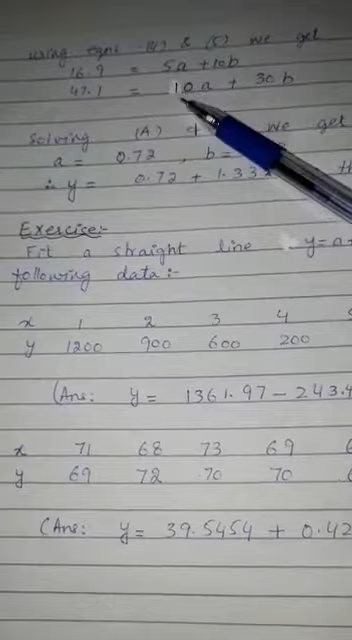 using eqns (B) & (C) we get
16.9 = 5a + 10b
47.1 = 10a + 30b
Solving (A) & we get
a = 0.72 , b =
∴ y = 0.72 + 1.33x
Exercise:-
Fit a straight line y = a+
following data:-
x 1 2 3 4
y 1200 900 600 200
(Ans: y = 1361.97 - 243.4
x 71 68 73 69
y 69 72 70 70
(Ans: y = 39.5454 + 0.42